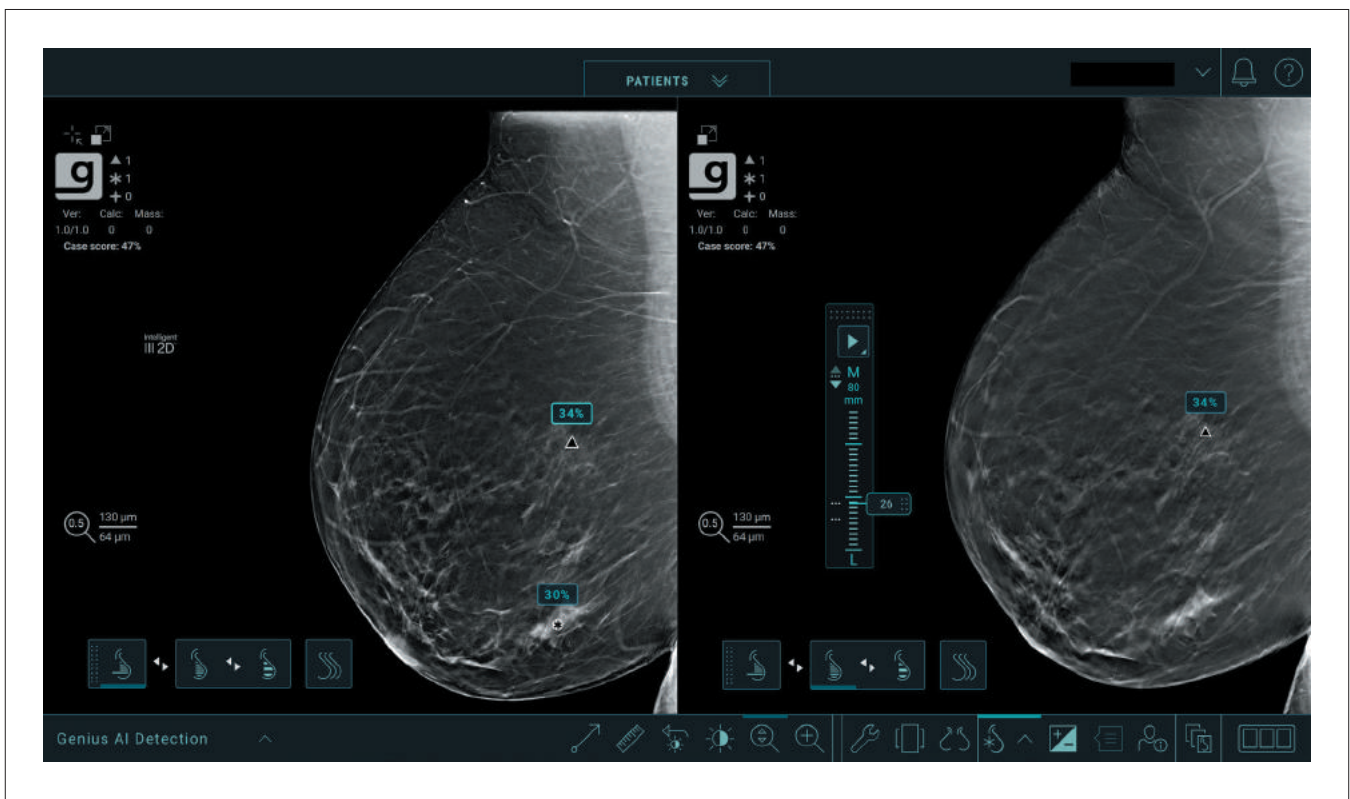 PATIENTS
g
▲ 1
* 1
+ 0
Ver: Calc: Mass:
1.0/1.0 0 0
Case score: 47%
Intelligent
2D
34%
0.5 130 µm
64 µm
30%
g
▲ 1
* 1
+ 0
Ver: Calc: Mass:
1.0/1.0 0 0
Case score: 47%
M
80
mm
26
L
34%
0.5 130 µm
64 µm
Genius AI Detection